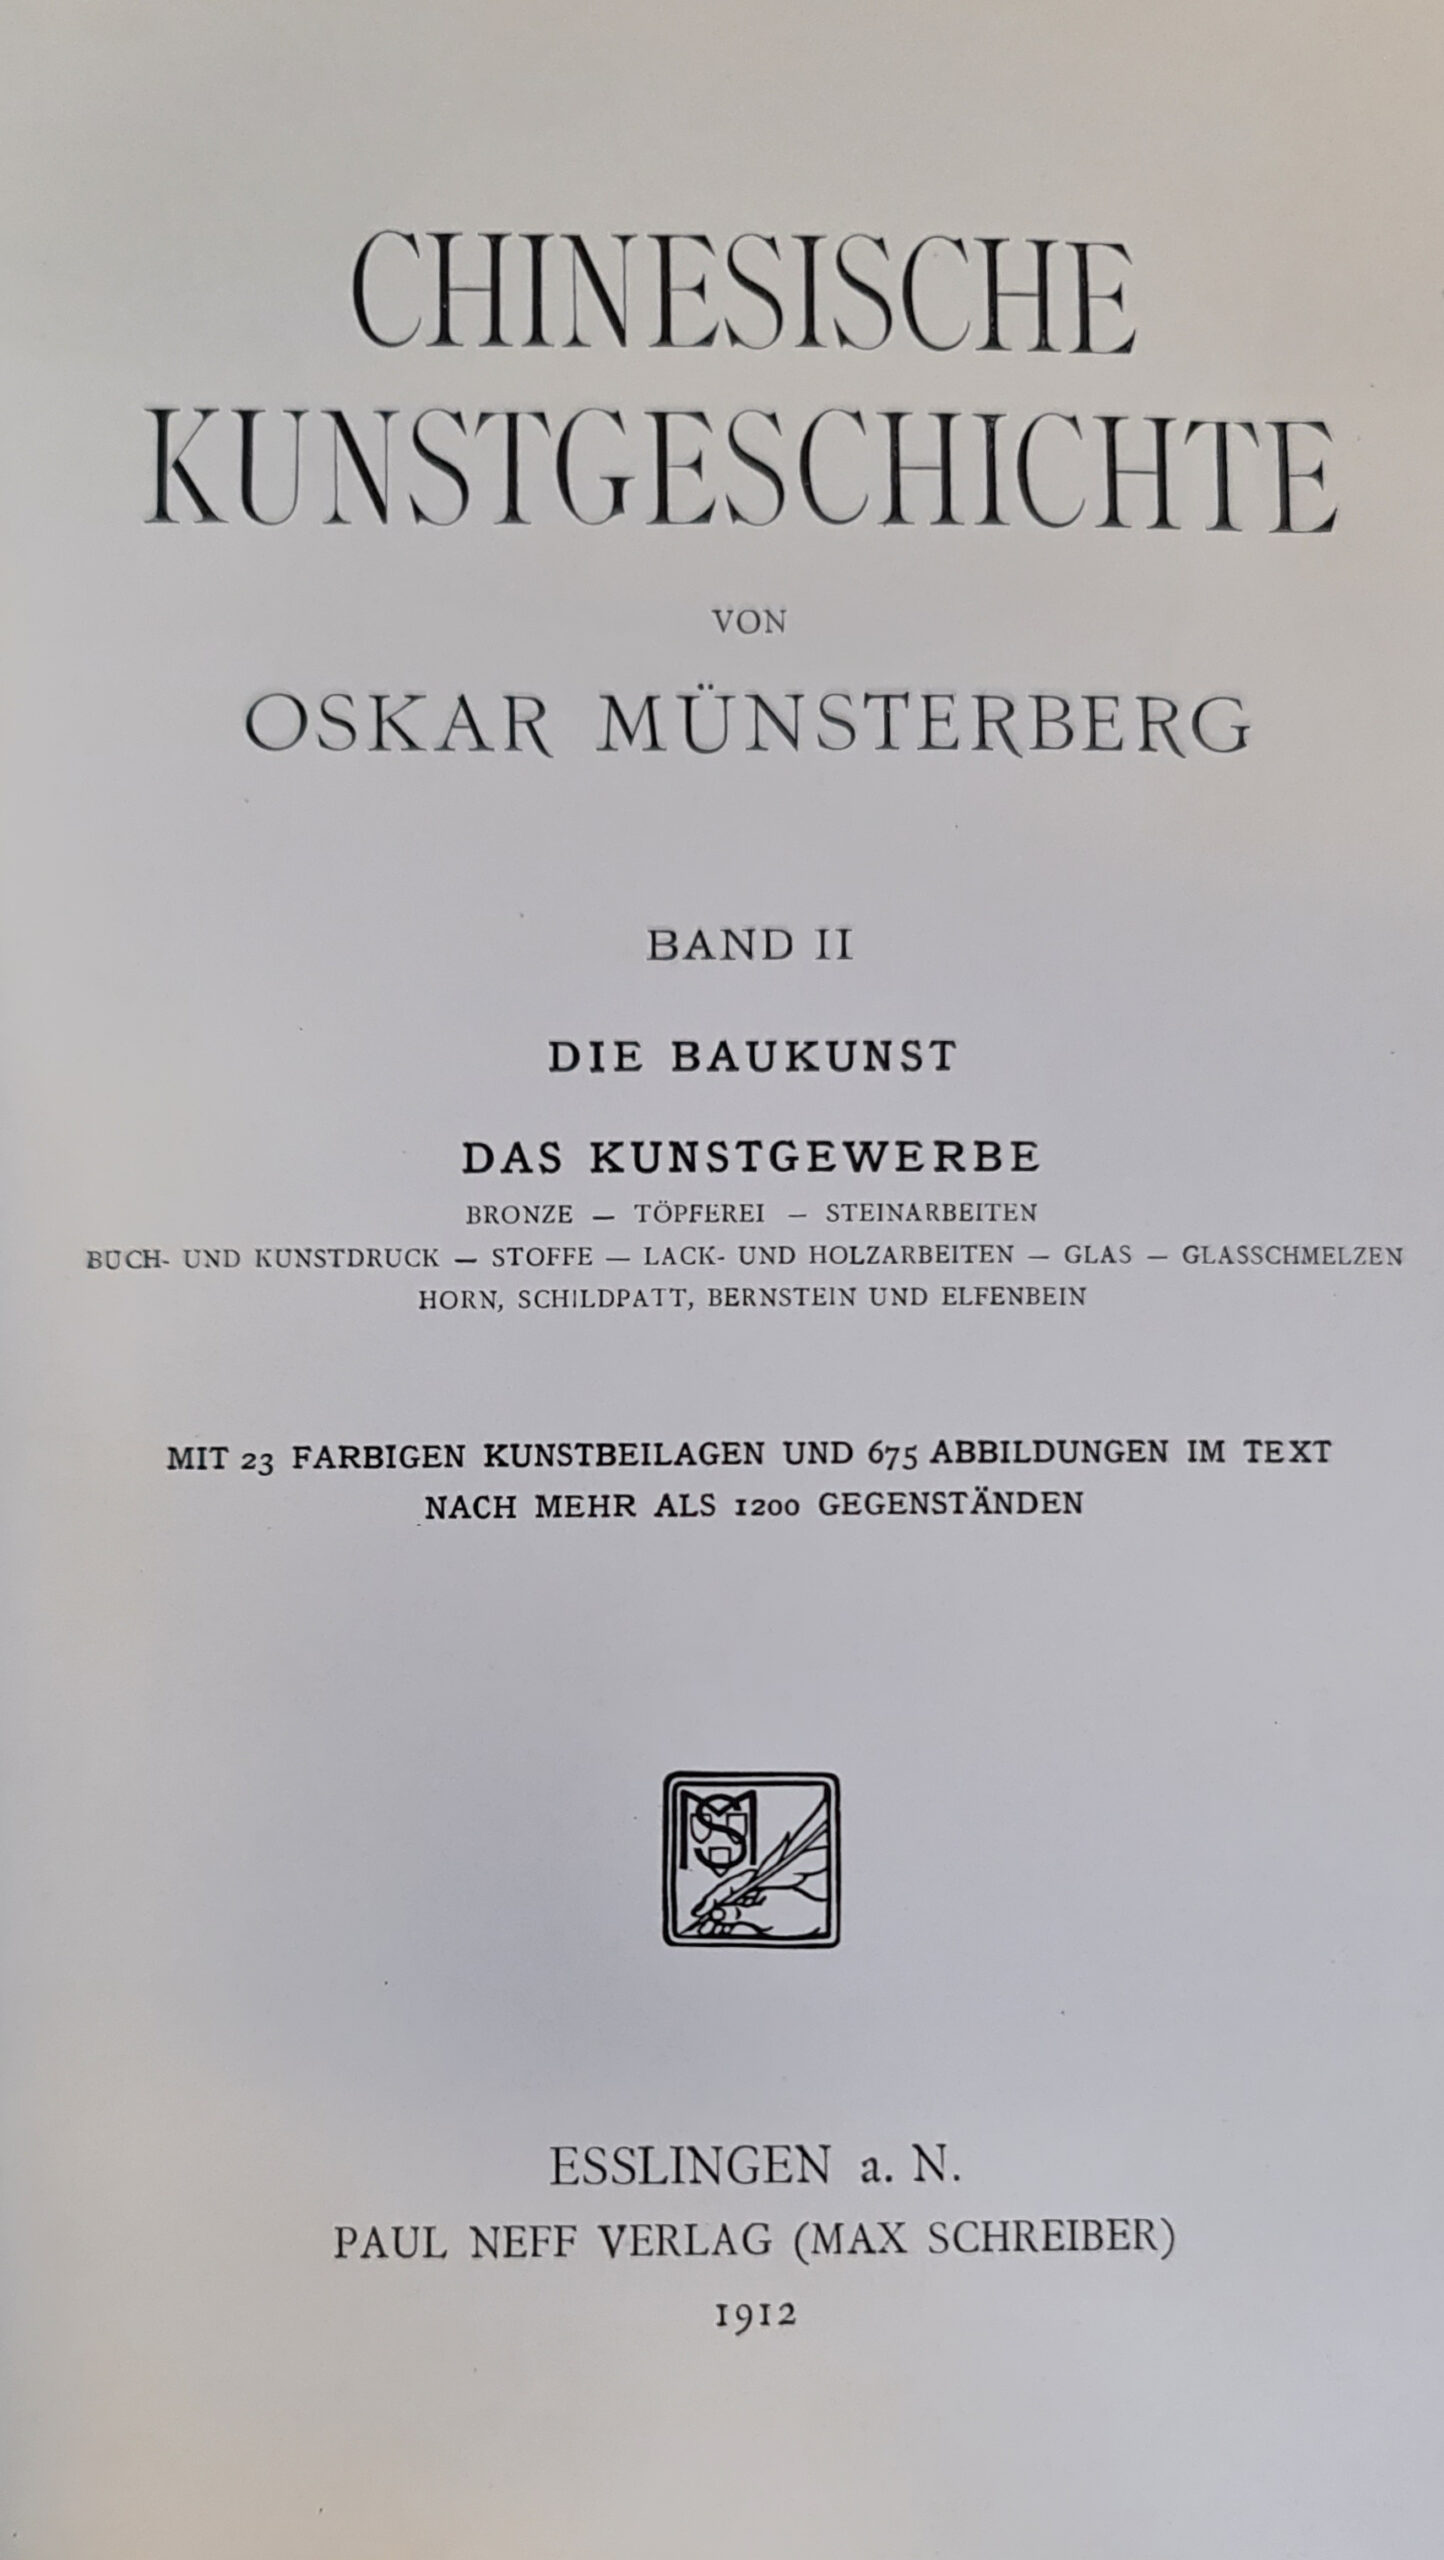 CHINESISCHE
KUNSTGESCHICHTE
VON
OSKAR MÜNSTERBERG
BAND II
DIE BAUKUNST
DAS KUNSTGEWERBE
BRONZE — TÖPFEREI — STEINARBEITEN
BUCH- UND KUNSTDRUCK — STOFFE — LACK- UND HOLZARBEITEN — GLAS — GLASSCHMELZEN
HORN, SCHILDPATT, BERNSTEIN UND ELFENBEIN
MIT 23 FARBIGEN KUNSTBEILAGEN UND 675 ABBILDUNGEN IM TEXT
NACH MEHR ALS 1200 GEGENSTÄNDEN
MS
ESSLINGEN a. N.
PAUL NEFF VERLAG (MAX SCHREIBER)
1912